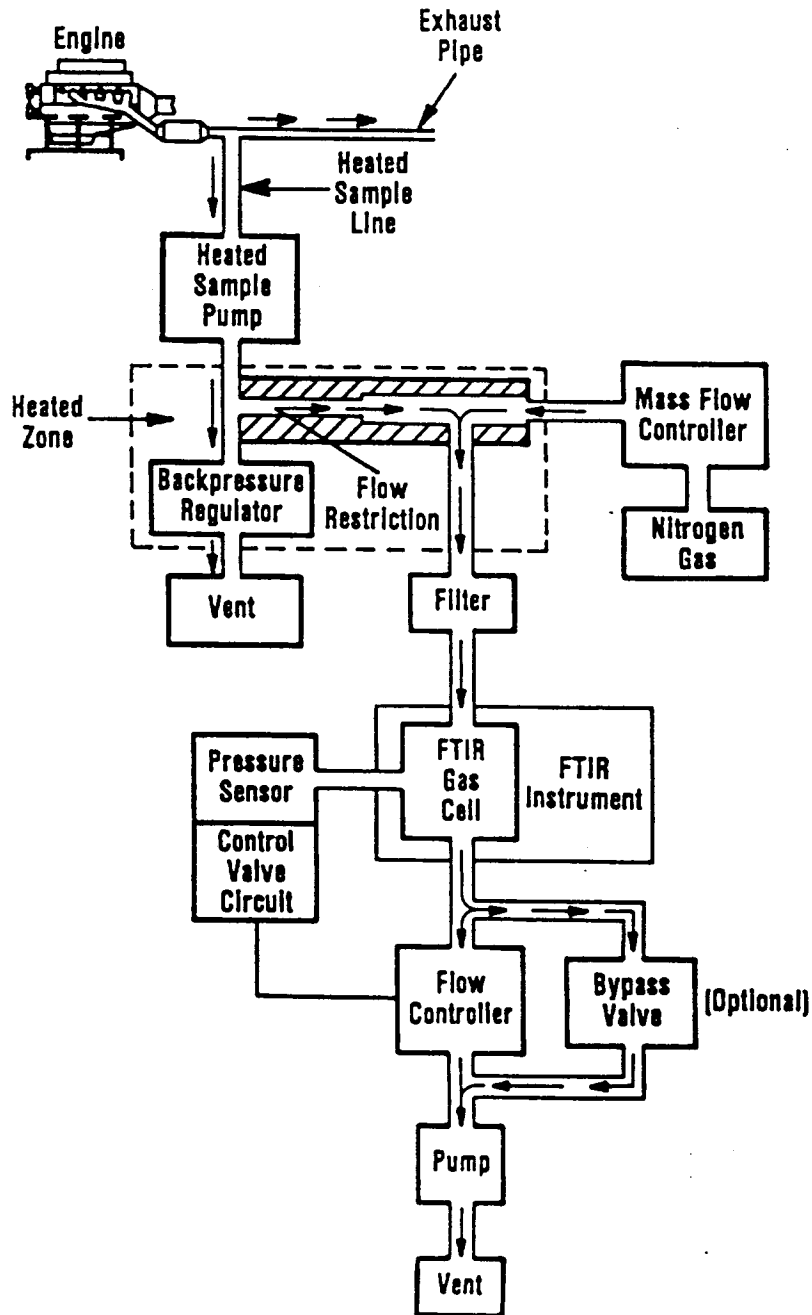 Engine
Exhaust
Pipe
Heated
Sample
Line
Heated
Sample
Pump
Heated
Zone
Mass Flow
Controller
Backpressure
Regulator
Flow
Restriction
Nitrogen
Gas
Vent
Filter
Pressure
Sensor
FTIR
Gas
Cell
FTIR
Instrument
Control
Valve
Circuit
Flow
Controller
Bypass
Valve
(Optional)
Pump
Vent